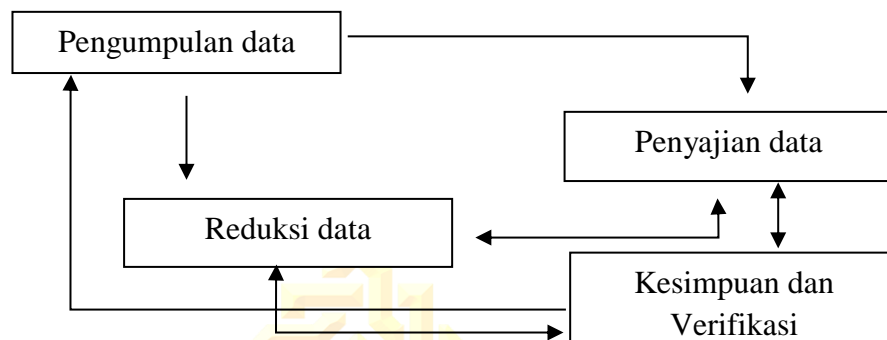 Pengumpulan data
Penyajian data
Reduksi data
Kesimpuan dan
Verifikasi